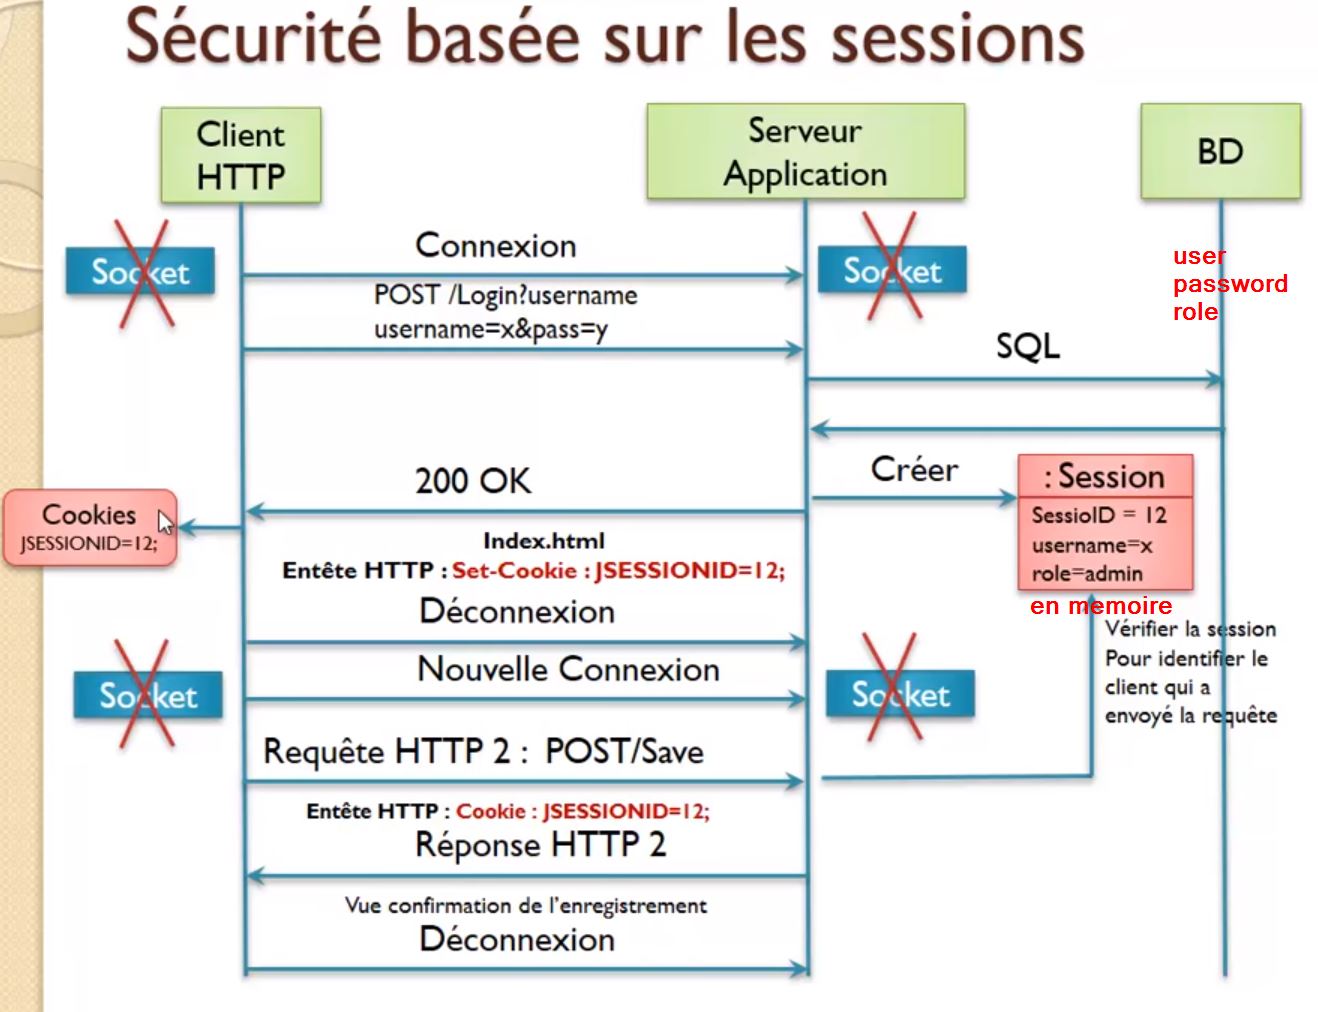 Sécurité basée sur les sessions
Client
HTTP
Serveur
Application
BD
Socket
Connexion
Socket
POST /Login?username
username=x&pass=y
user
password
role
SQL
200 OK
Créer
: Session
SessioID = 12
username=x
role=admin
en memoire
Cookies
JSESSIONID=12;
Index.html
Entête HTTP : Set-Cookie : JSESSIONID=12;
Déconnexion
Vérifier la session
Pour identifier le
client qui a
envoyé la requête
Socket
Nouvelle Connexion
Socket
Requête HTTP 2 : POST/Save
Entête HTTP : Cookie : JSESSIONID=12;
Réponse HTTP 2
Vue confirmation de l'enregistrement
Déconnexion